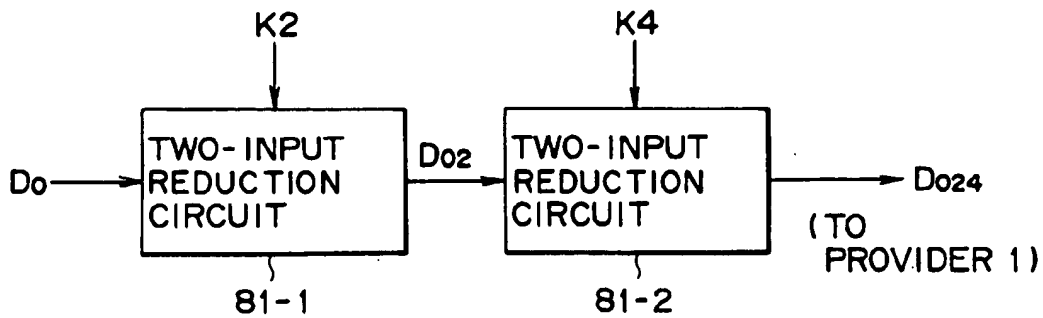 K2
K4
TWO-INPUT
REDUCTION
CIRCUIT
TWO-INPUT
REDUCTION
CIRCUIT
Do
Do2
Do24
(TO
PROVIDER 1)
81-1
81-2